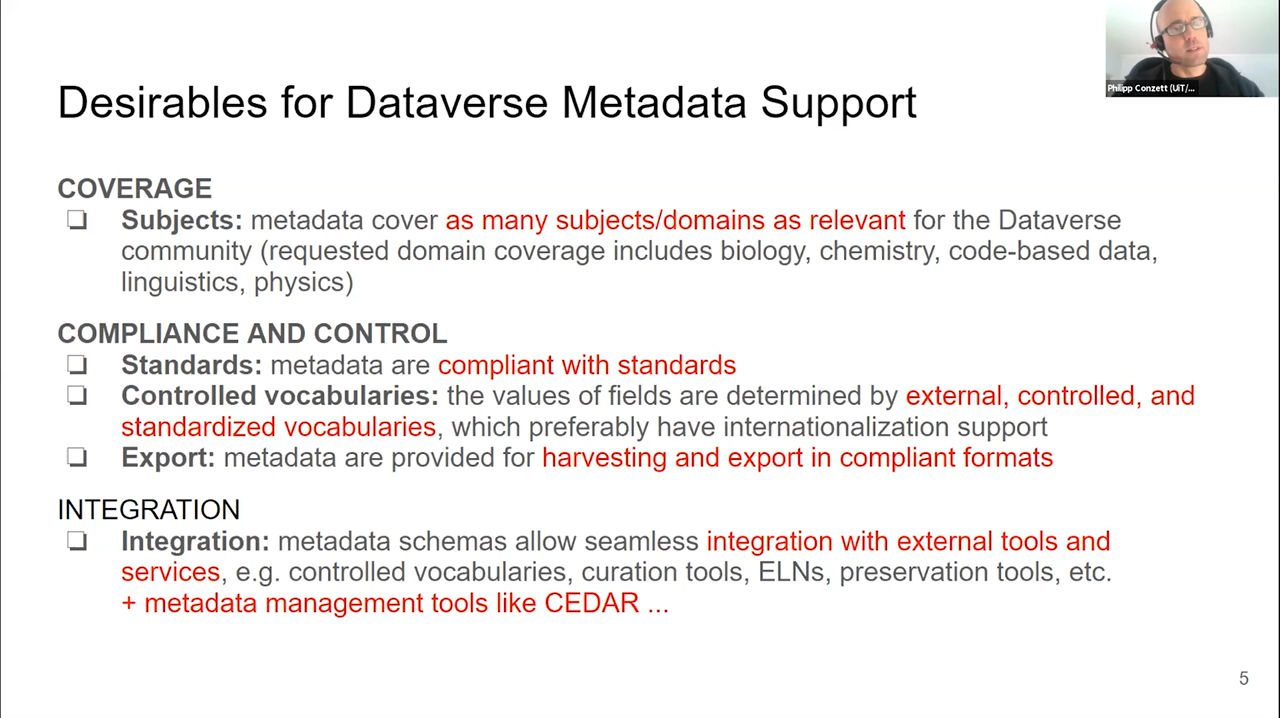 Philipp Conzett (UiT/...
Desirables for Dataverse Metadata Support
COVERAGE
❏ Subjects: metadata cover as many subjects/domains as relevant for the Dataverse
community (requested domain coverage includes biology, chemistry, code-based data,
linguistics, physics)
COMPLIANCE AND CONTROL
❏ Standards: metadata are compliant with standards
❏ Controlled vocabularies: the values of fields are determined by external, controlled, and
standardized vocabularies, which preferably have internationalization support
❏ Export: metadata are provided for harvesting and export in compliant formats
INTEGRATION
❏ Integration: metadata schemas allow seamless integration with external tools and
services, e.g. controlled vocabularies, curation tools, ELNs, preservation tools, etc.
+ metadata management tools like CEDAR ...
5